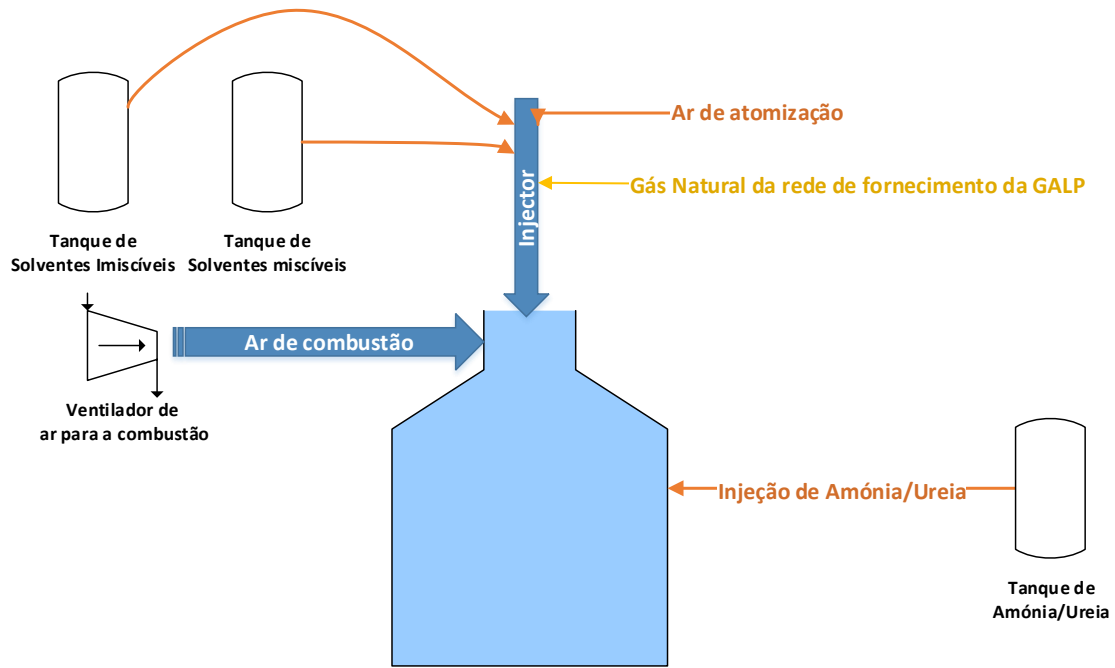 Ar de atomização
Gás Natural da rede de fornecimento da GALP
Injector
Tanque de
Solventes Imiscíveis
Tanque de
Solventes miscíveis
Ar de combustão
Ventilador de
ar para a combustão
Injeção de Amónia/Ureia
Tanque de
Amónia/Ureia